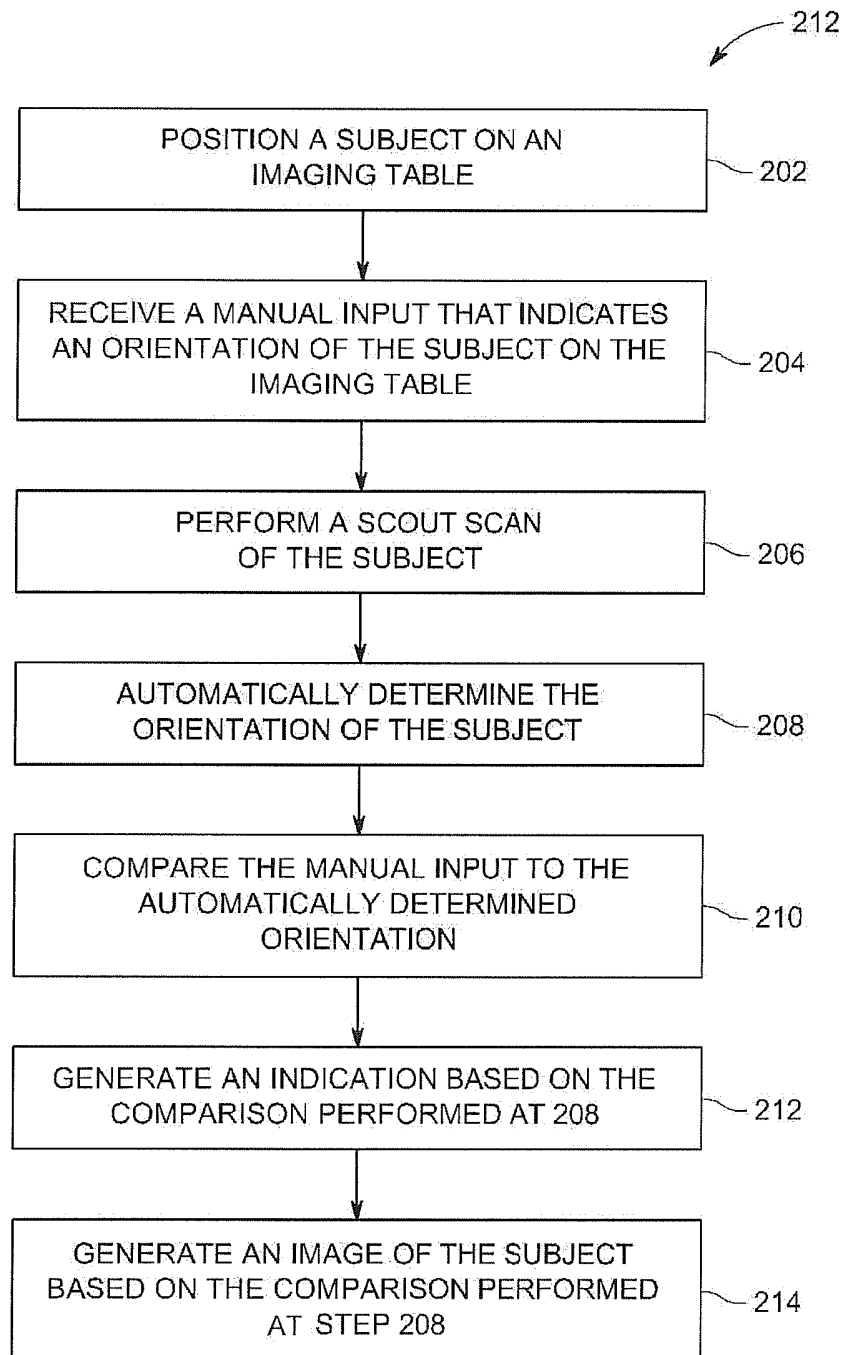 212
POSITION A SUBJECT ON AN
IMAGING TABLE
202
RECEIVE A MANUAL INPUT THAT INDICATES
AN ORIENTATION OF THE SUBJECT ON THE
IMAGING TABLE
204
PERFORM A SCOUT SCAN
OF THE SUBJECT
206
AUTOMATICALLY DETERMINE THE
ORIENTATION OF THE SUBJECT
208
COMPARE THE MANUAL INPUT TO THE
AUTOMATICALLY DETERMINED
ORIENTATION
210
GENERATE AN INDICATION BASED ON THE
COMPARISON PERFORMED AT 208
212
GENERATE AN IMAGE OF THE SUBJECT
BASED ON THE COMPARISON PERFORMED
AT STEP 208
214